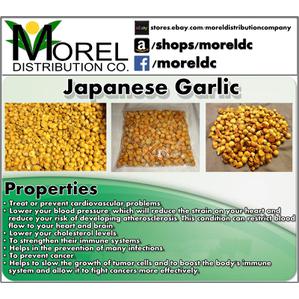 MOREL
DISTRIBUTION CO.
ebay stores.ebay.com/moreldistributioncompany
a /shops/moreldc
f /moreldc
Japanese Garlic
Properties
• Treat or prevent cardiovascular problems.
• Lower your blood pressure, which will reduce the strain on your heart and
reduce your risk of developing atherosclerosis. This condition can restrict blood
flow to your heart and brain.
• Lower your cholesterol levels.
• To strengthen their immune systems
• Helps in the prevention of many infections.
• To prevent cancer
• Helps to slow the growth of tumor cells and to boost the body's immune
system and allow it to fight cancers more effectively.